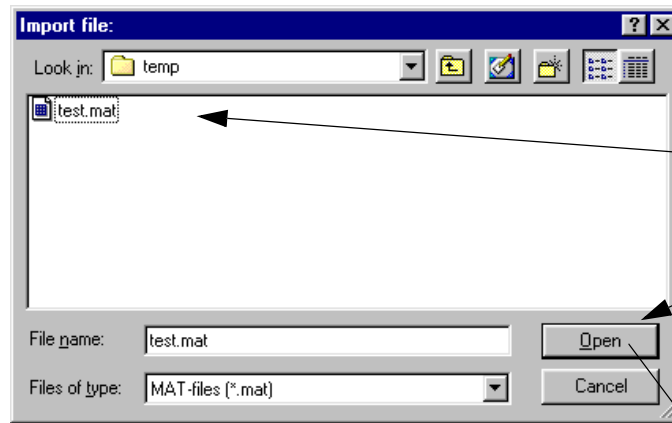 Import file:
Look in: temp
test.mat
File name: test.mat
Open
Files of type: MAT-files (*.mat)
Cancel